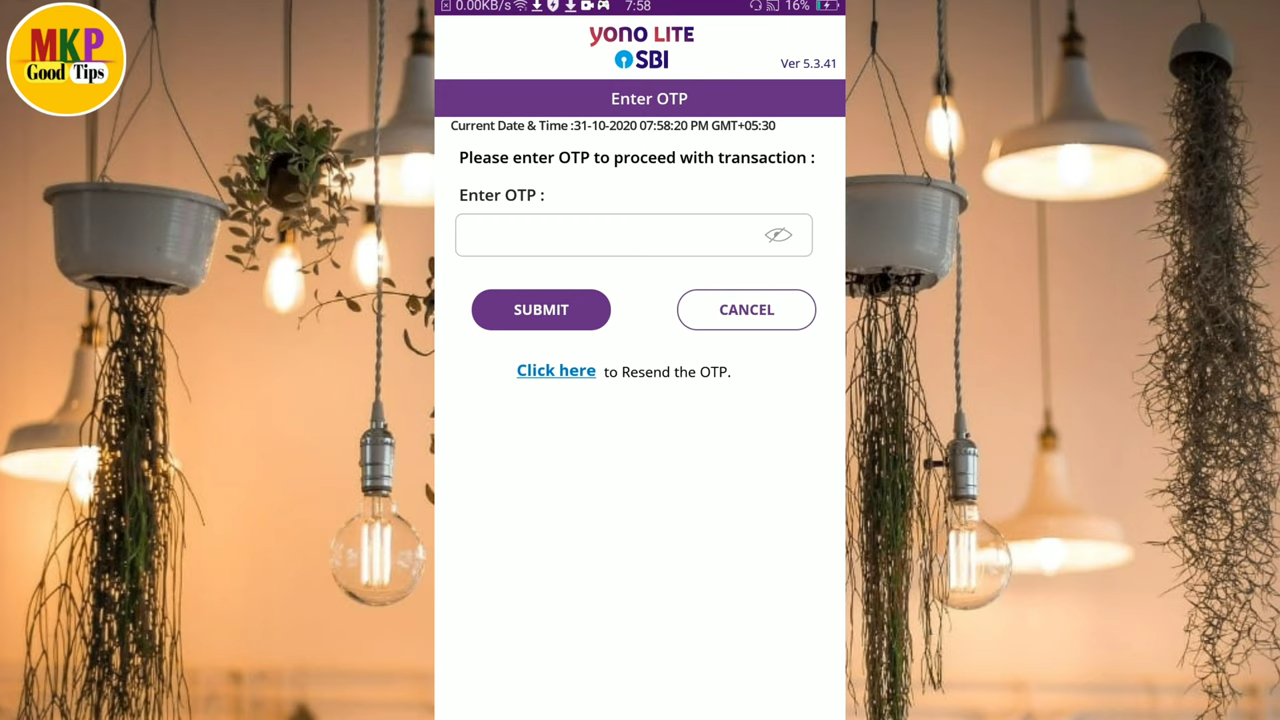 MKP
Good Tips
0.00KB/s 7:58 16%
yono LITE
SBI
Ver 5.3.41
Enter OTP
Current Date & Time :31-10-2020 07:58:20 PM GMT+05:30
Please enter OTP to proceed with transaction :
Enter OTP :
SUBMIT CANCEL
Click here to Resend the OTP.